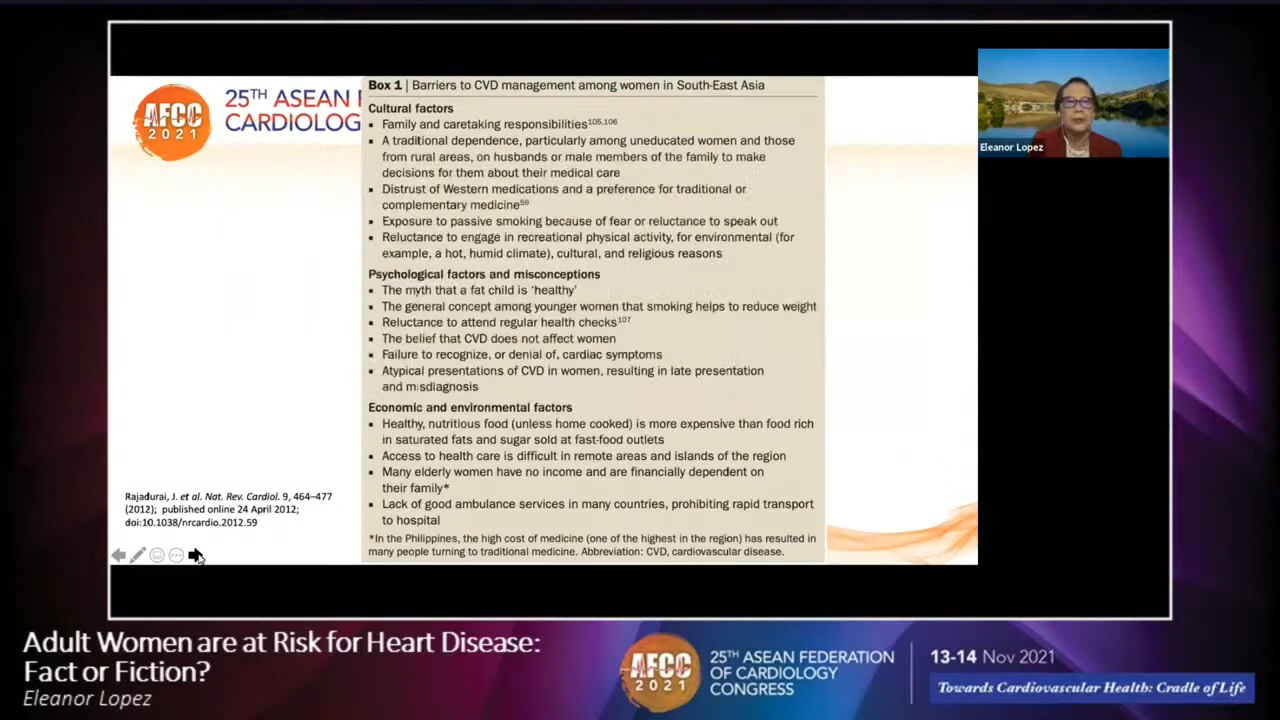 AFCC
2021
25TH ASEAN F
CARDIOLOG
Box 1 | Barriers to CVD management among women in South-East Asia
Cultural factors
▪ Family and caretaking responsibilities105,106
▪ A traditional dependence, particularly among uneducated women and those
from rural areas, on husbands or male members of the family to make
decisions for them about their medical care
▪ Distrust of Western medications and a preference for traditional or
complementary medicine59
▪ Exposure to passive smoking because of fear or reluctance to speak out
▪ Reluctance to engage in recreational physical activity, for environmental (for
example, a hot, humid climate), cultural, and religious reasons
Psychological factors and misconceptions
▪ The myth that a fat child is ‘healthy’
▪ The general concept among younger women that smoking helps to reduce weight
▪ Reluctance to attend regular health checks107
▪ The belief that CVD does not affect women
▪ Failure to recognize, or denial of, cardiac symptoms
▪ Atypical presentations of CVD in women, resulting in late presentation
and misdiagnosis
Economic and environmental factors
▪ Healthy, nutritious food (unless home cooked) is more expensive than food rich
in saturated fats and sugar sold at fast-food outlets
▪ Access to health care is difficult in remote areas and islands of the region
▪ Many elderly women have no income and are financially dependent on
their family*
▪ Lack of good ambulance services in many countries, prohibiting rapid transport
to hospital
*In the Philippines, the high cost of medicine (one of the highest in the region) has resulted in
many people turning to traditional medicine. Abbreviation: CVD, cardiovascular disease.
Rajadurai, J. et al. Nat. Rev. Cardiol. 9, 464–477
(2012); published online 24 April 2012;
doi:10.1038/nrcardio.2012.59
Eleanor Lopez
Adult Women are at Risk for Heart Disease:
Fact or Fiction?
Eleanor Lopez
AFCC
2021
25TH ASEAN FEDERATION
OF CARDIOLOGY
CONGRESS
13-14 Nov 2021
Towards Cardiovascular Health: Cradle of Life